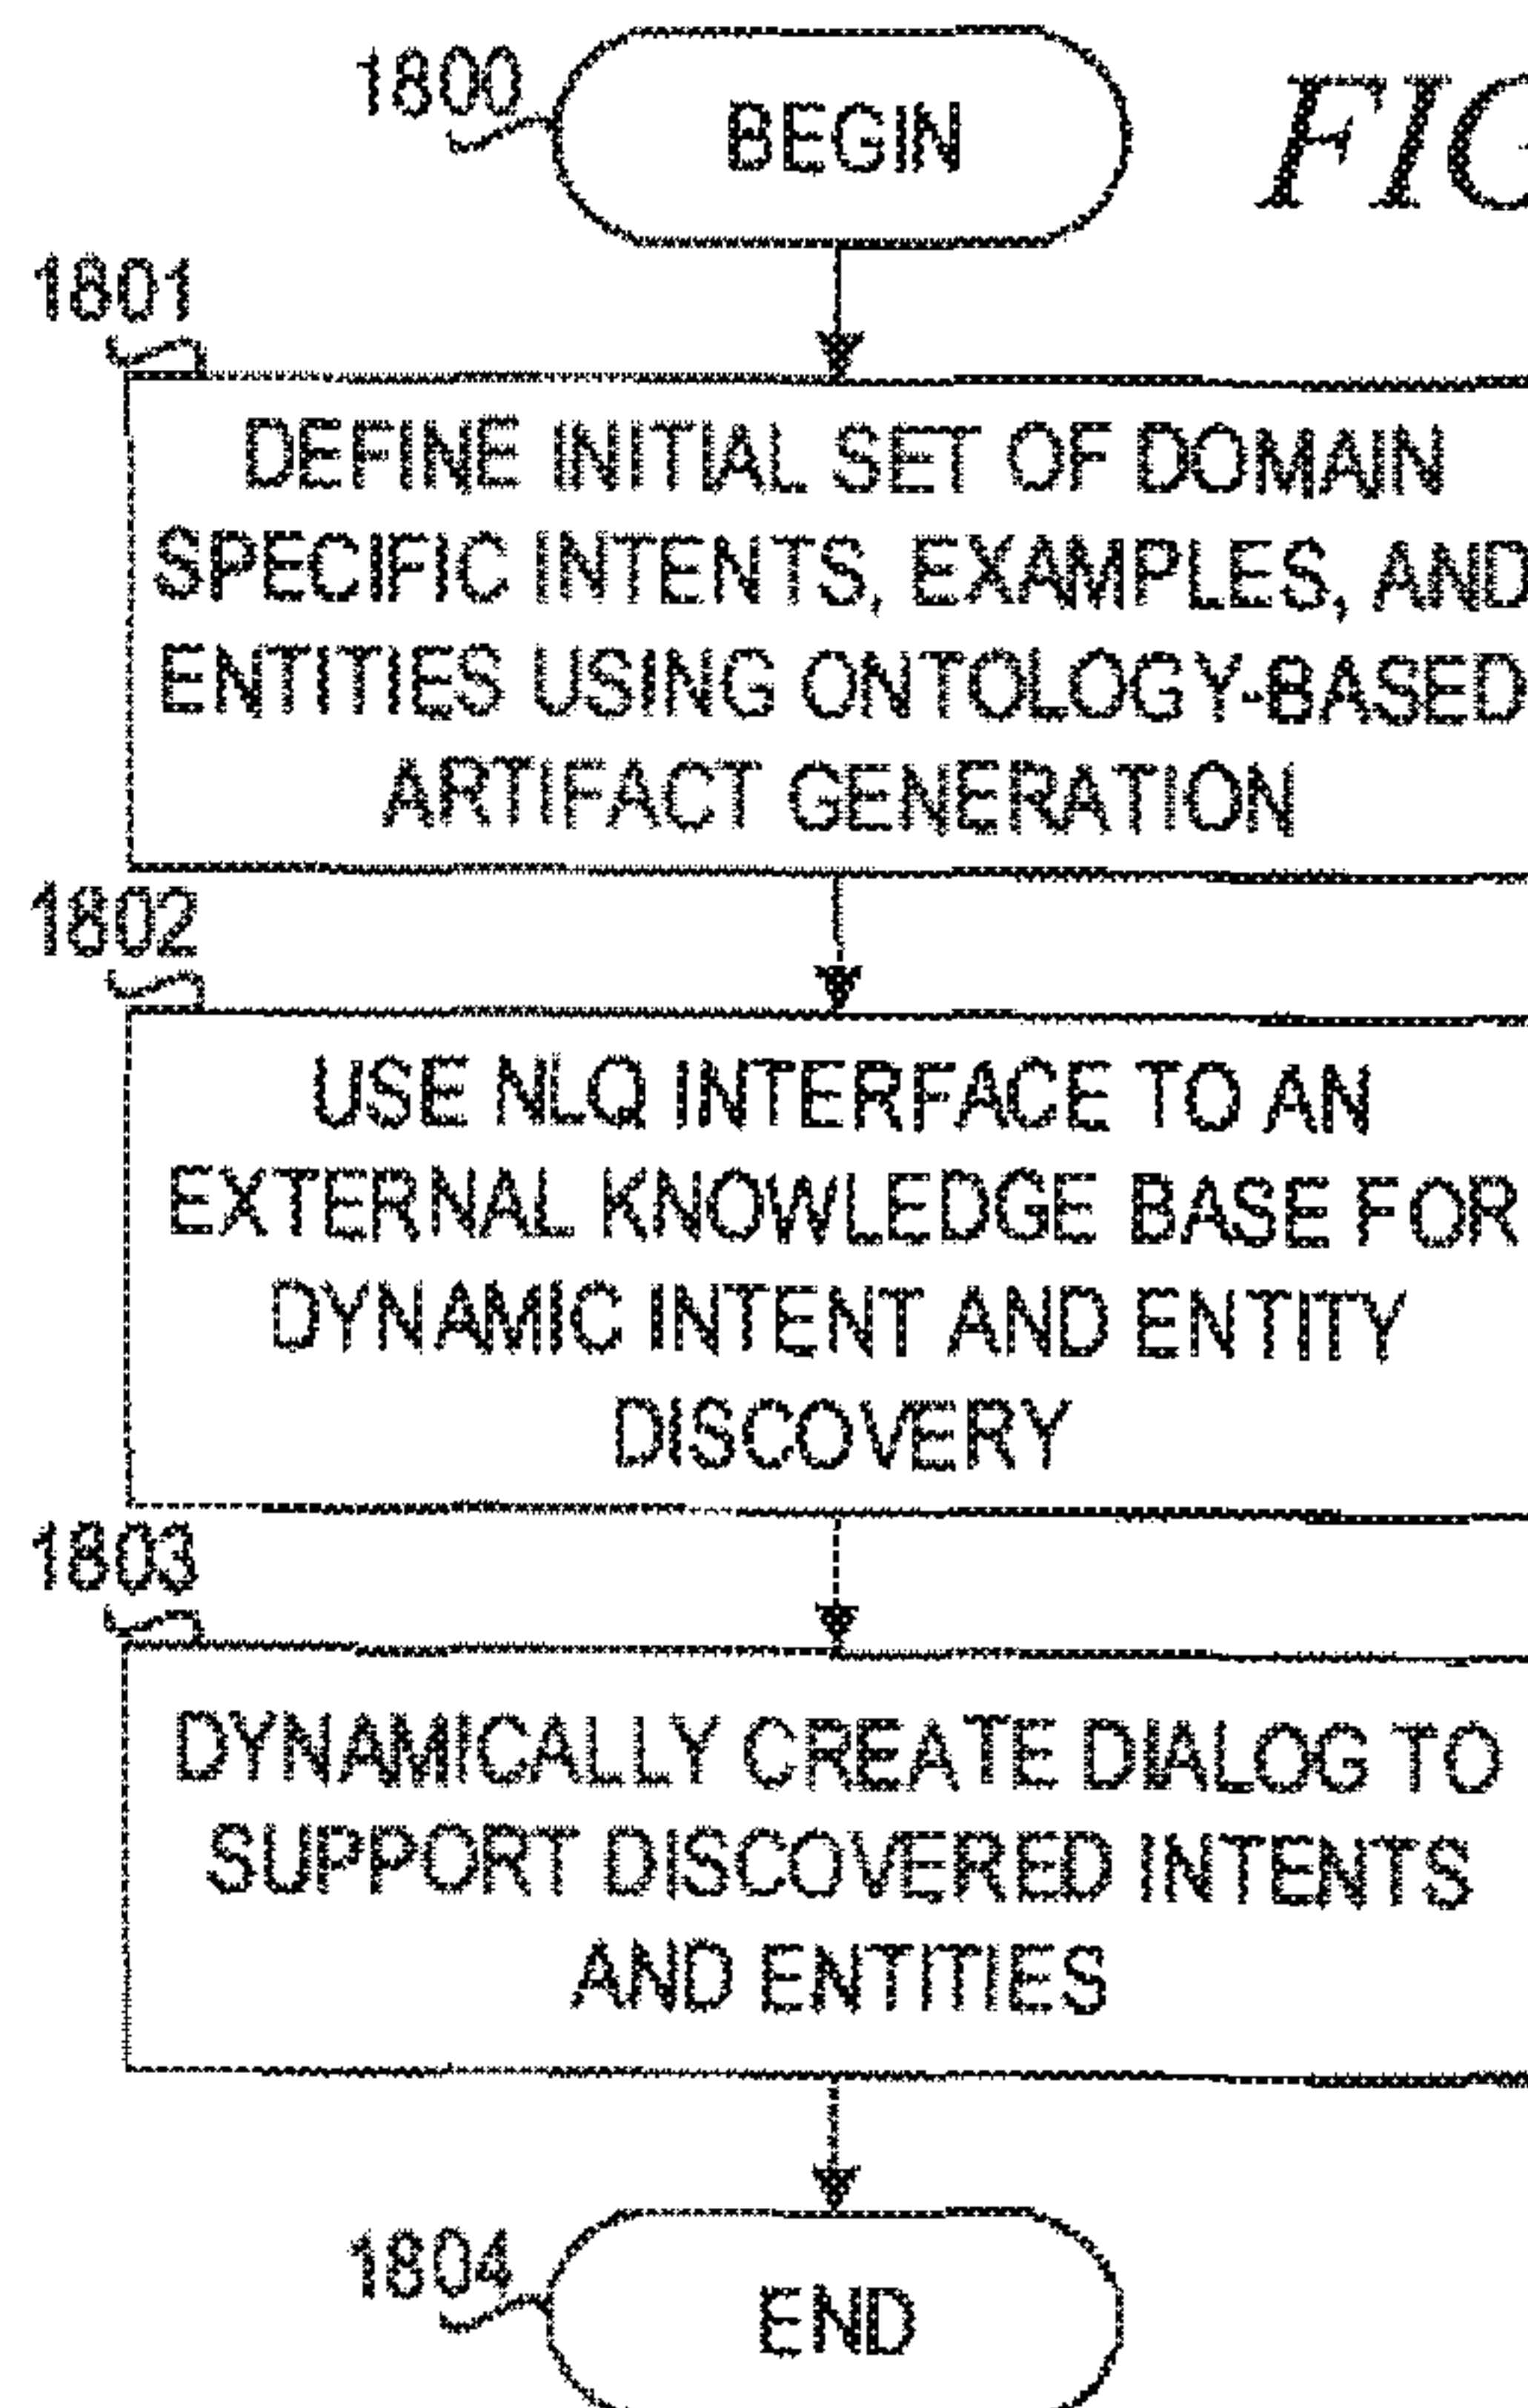 1800
BEGIN
FIG
1801
DEFINE INITIAL SET OF DOMAIN
SPECIFIC INTENTS, EXAMPLES, AND
ENTITIES USING ONTOLOGY-BASED
ARTIFACT GENERATION
1802
USE NLQ INTERFACE TO AN
EXTERNAL KNOWLEDGE BASE FOR
DYNAMIC INTENT AND ENTITY
DISCOVERY
1803
DYNAMICALLY CREATE DIALOG TO
SUPPORT DISCOVERED INTENTS
AND ENTITIES
1804
END